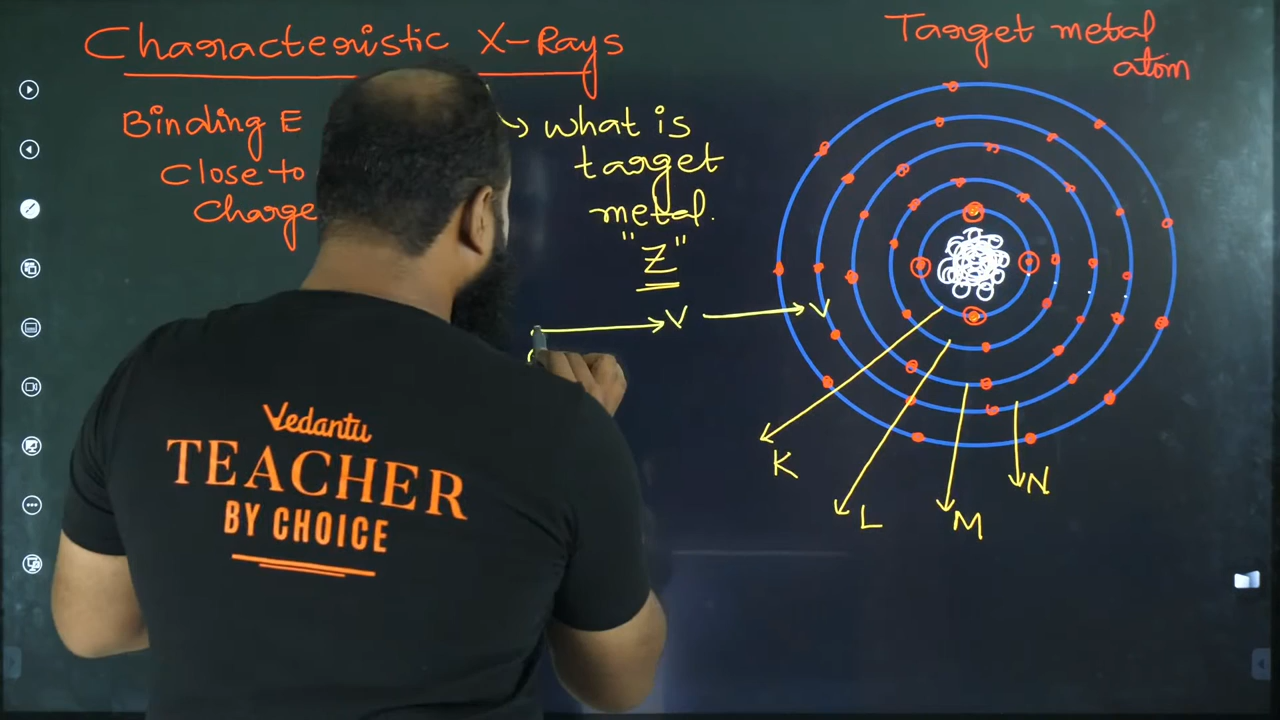 Characteristic X-Rays
Binding E
Close to
Charge
what is
target
metal.
"Z"
V
V
Target metal
atom
K
L
M
N
Vedantu
TEACHER
BY CHOICE